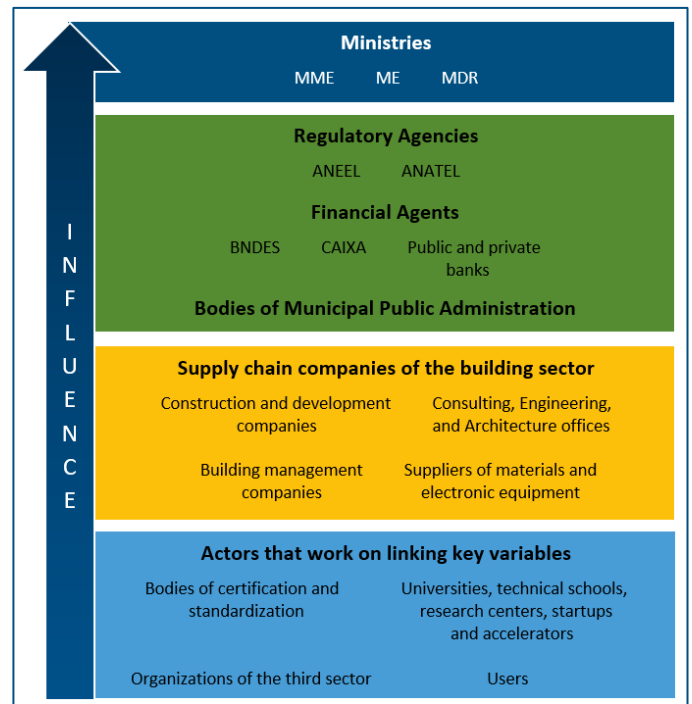 Ministries
MME ME MDR
Regulatory Agencies
ANEEL ANATEL
Financial Agents
BNDES CAIXA Public and private
banks
Bodies of Municipal Public Administration
INFLUENCE
Supply chain companies of the building sector
Construction and development
companies
Consulting, Engineering,
and Architecture offices
Building management
companies
Suppliers of materials and
electronic equipment
Actors that work on linking key variables
Bodies of certification and
standardization
Universities, technical schools,
research centers, startups
and accelerators
Organizations of the third sector
Users